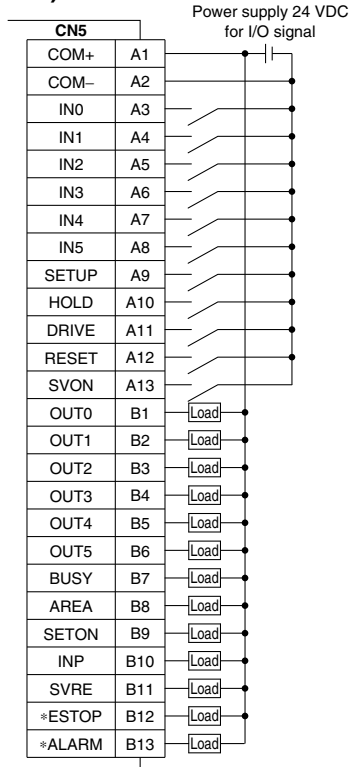 Power supply 24 VDC
for I/O signal
CN5
COM+ A1
COM− A2
IN0 A3
IN1 A4
IN2 A5
IN3 A6
IN4 A7
IN5 A8
SETUP A9
HOLD A10
DRIVE A11
RESET A12
SVON A13
OUT0 B1 Load
OUT1 B2 Load
OUT2 B3 Load
OUT3 B4 Load
OUT4 B5 Load
OUT5 B6 Load
BUSY B7 Load
AREA B8 Load
SETON B9 Load
INP B10 Load
SVRE B11 Load
*ESTOP B12 Load
*ALARM B13 Load